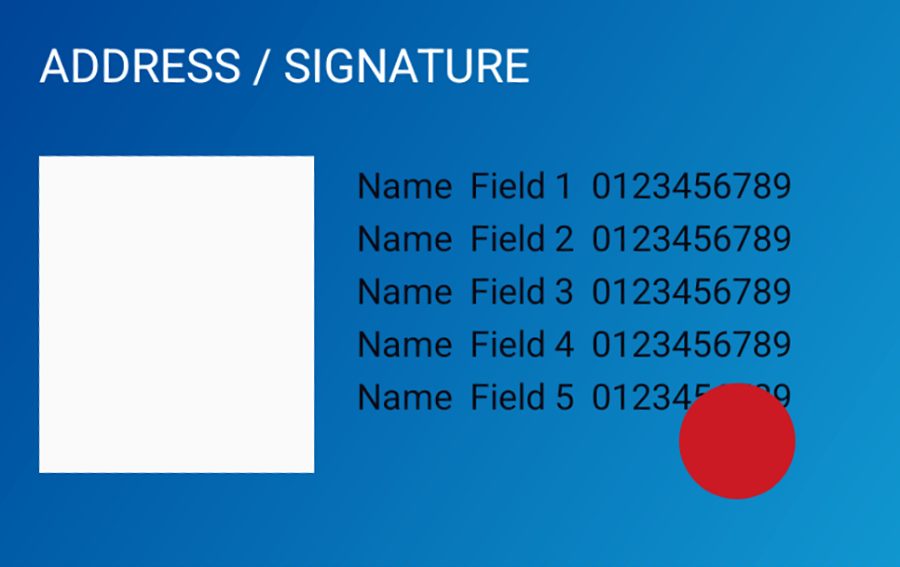 ADDRESS / SIGNATURE
Name Field 1 0123456789
Name Field 2 0123456789
Name Field 3 0123456789
Name Field 4 0123456789
Name Field 5